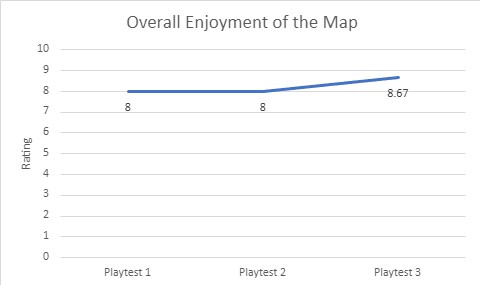 Overall Enjoyment of the Map
10
9
8
7
6
5
4
3
2
1
0
Rating
8
8
8.67
Playtest 1
Playtest 2
Playtest 3